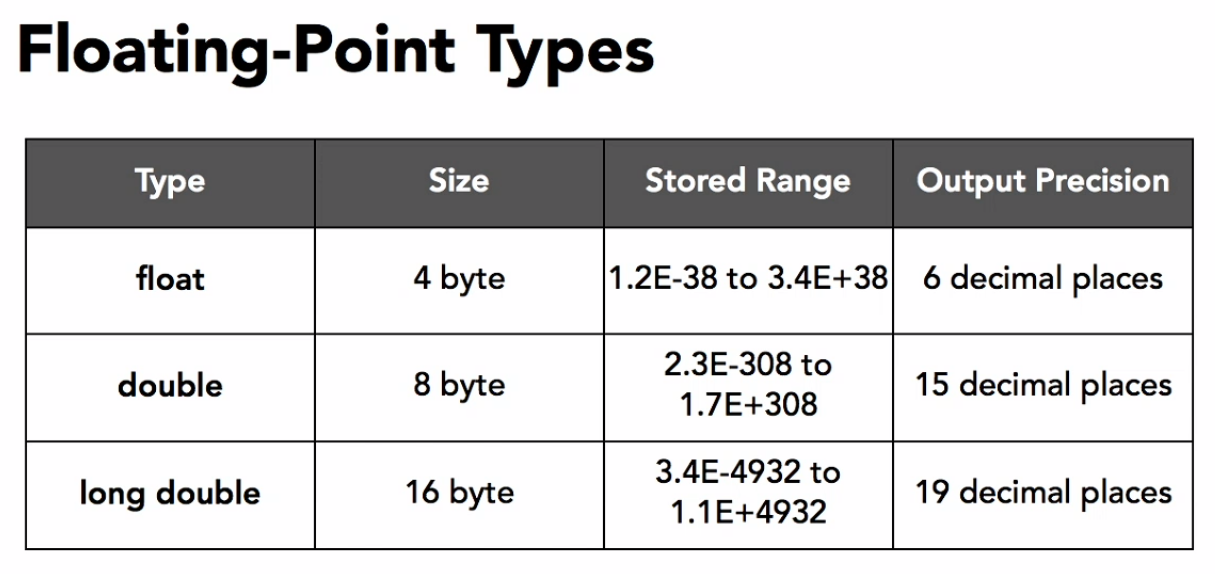 Floating-Point Types
Type Size Stored Range Output Precision
float 4 byte 1.2E-38 to 3.4E+38 6 decimal places
double 8 byte 2.3E-308 to
1.7E+308 15 decimal places
long double 16 byte 3.4E-4932 to
1.1E+4932 19 decimal places